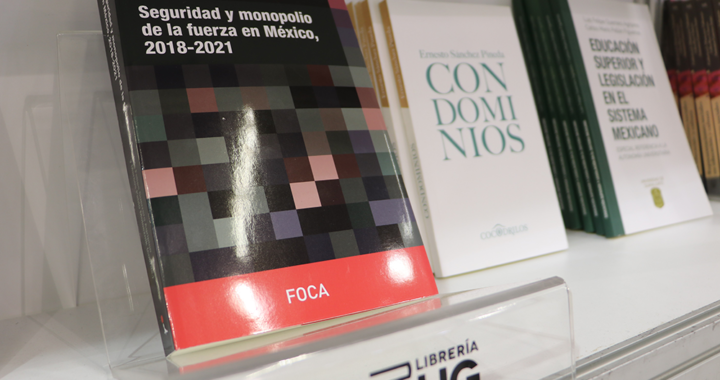 Seguridad y monopolio
de la fuerza en México,
2018-2021
FOCA
Ernesto Sánchez Pineda
CON
DOMI
NIOS
EDUCACIÓN
SUPERIOR Y
LEGISLACIÓN
EN EL
SISTEMA
MEXICANO
LIBRERÍA
UG